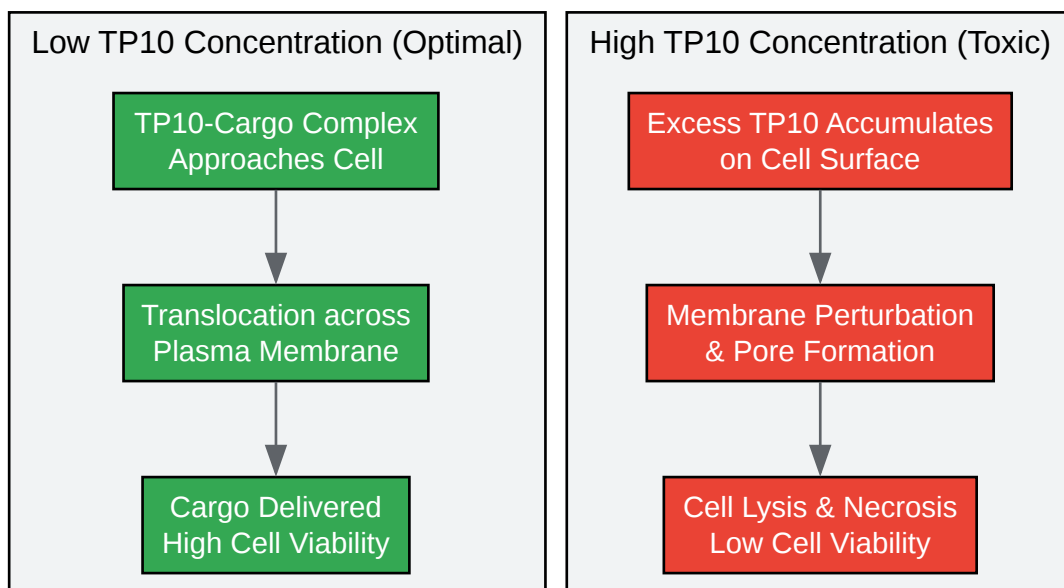 Low TP10 Concentration (Optimal)
TP10-Cargo Complex
Approaches Cell
Translocation across
Plasma Membrane
Cargo Delivered
High Cell Viability
High TP10 Concentration (Toxic)
Excess TP10 Accumulates
on Cell Surface
Membrane Perturbation
& Pore Formation
Cell Lysis & Necrosis
Low Cell Viability